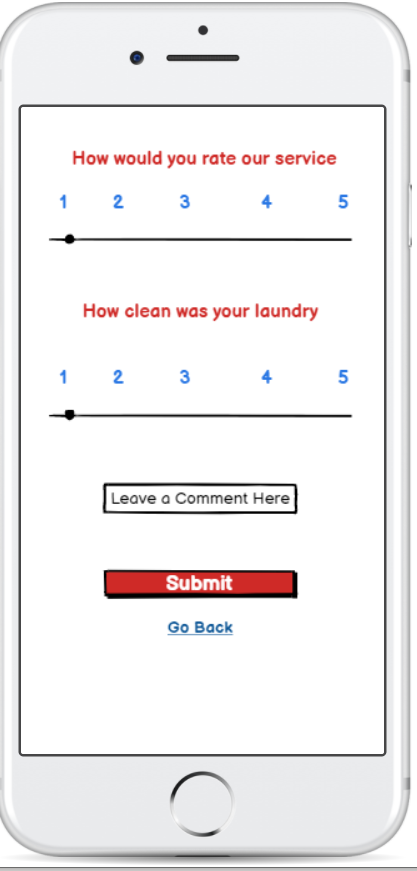 How would you rate our service
1 2 3 4 5
How clean was your laundry
1 2 3 4 5
Leave a Comment Here
Submit
Go Back